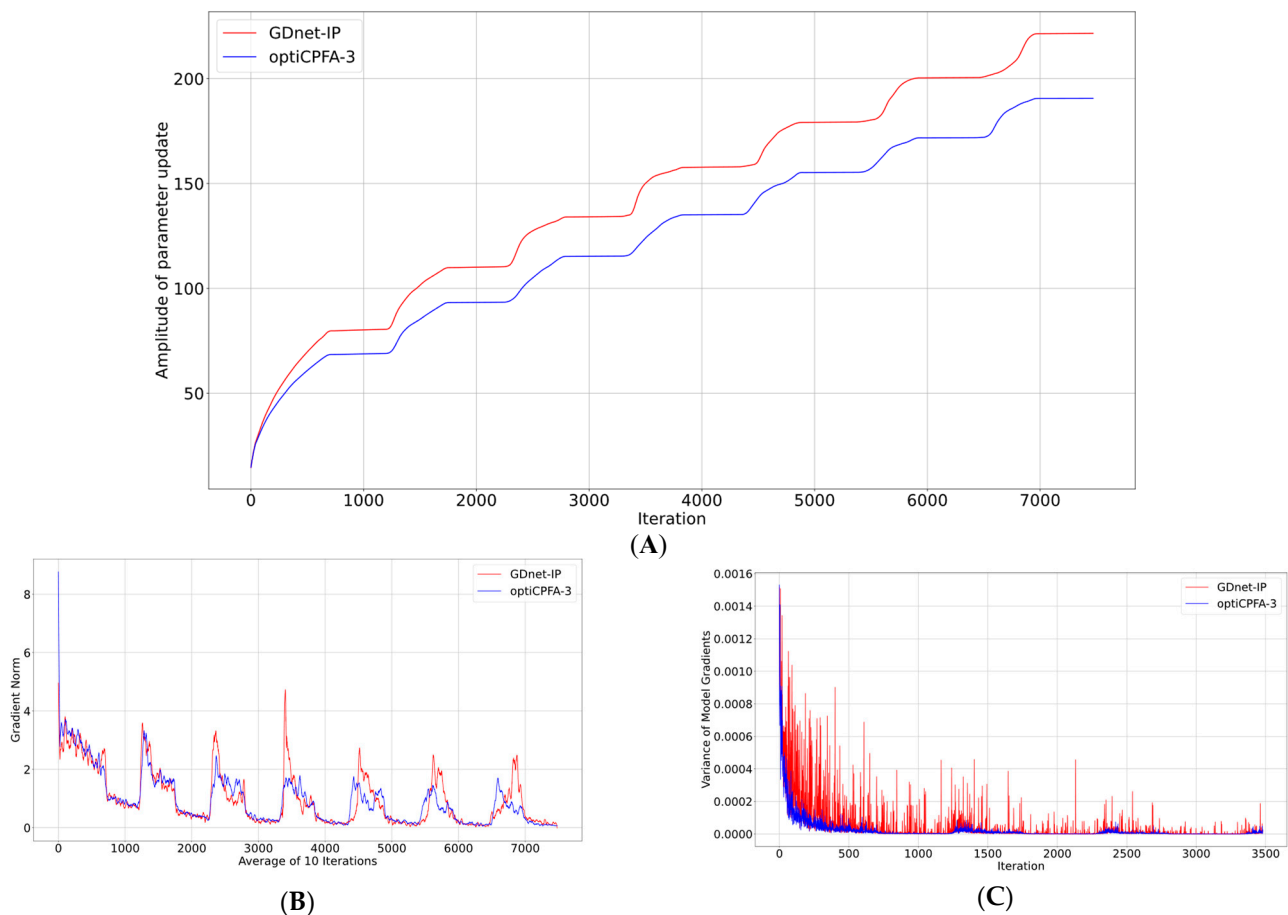 GDnet-IP
optiCPFA-3
Amplitude of parameter update
200
150
100
50
0 1000 2000 3000 4000 5000 6000 7000
Iteration
(A)
GDnet-IP
optiCPFA-3
Gradient Norm
8
6
4
2
0
0 1000 2000 3000 4000 5000 6000 7000
Average of 10 Iterations
(B)
GDnet-IP
optiCPFA-3
Variance of Model Gradients
0.0016
0.0014
0.0012
0.0010
0.0008
0.0006
0.0004
0.0002
0.0000
0 500 1000 1500 2000 2500 3000 3500
Iteration
(C)